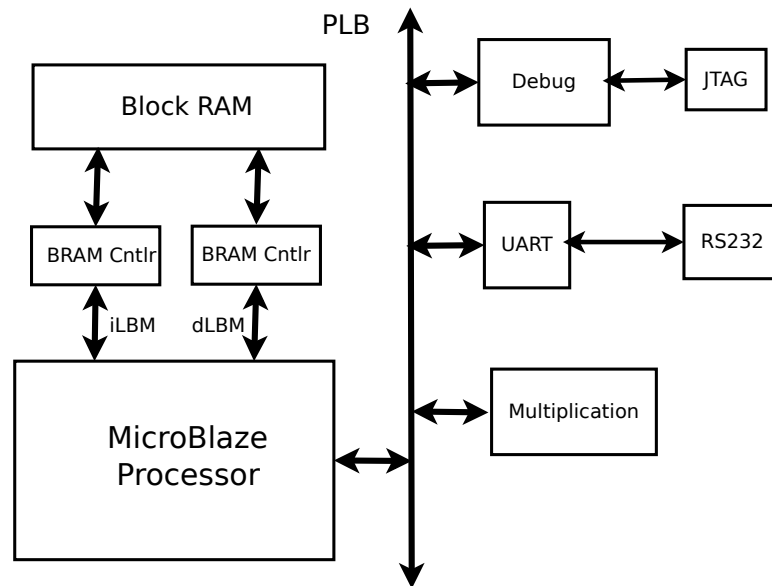 PLB
Block RAM
Debug
JTAG
BRAM Cntlr
BRAM Cntlr
UART
RS232
iLBM
dLBM
MicroBlaze
Processor
Multiplication